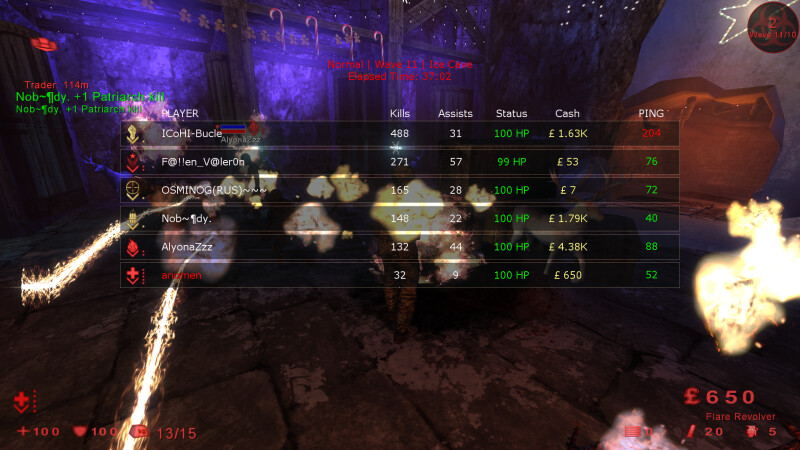 2
Wave 11/10
Normal | Wave 11 | Ice Cave
Elapsed Time: 37:02
Trader 114m
Nob~¶dy. +1 Patriarch kill
Nob~¶dy. +1 Patriarch kill
PLAYER Kills Assists Status Cash PING
ICoHI-Bucle 488 31 100 HP £ 1.63K 204
AlyonaZzz
F@!!en_V@ler0n 271 57 99 HP £ 53 76
OSMINOG(RUS)~~~ 165 28 100 HP £ 7 72
Nob~¶dy. 148 22 100 HP £ 1.79K 40
AlyonaZzz 132 44 100 HP £ 4.38K 88
32 9 100 HP £ 650 52
£ 650
Flare Revolver
100 100 13/15 20 5